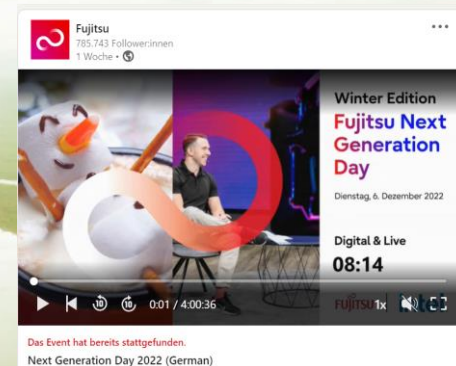 Fujitsu
785.743 Follower:innen
1 Woche •
Winter Edition
Fujitsu Next
Generation
Day
Dienstag, 6. Dezember 2022
Digital & Live
08:14
10
10
0:01 / 4:00:36
FUJITSU
1x
Das Event hat bereits stattgefunden.
Next Generation Day 2022 (German)